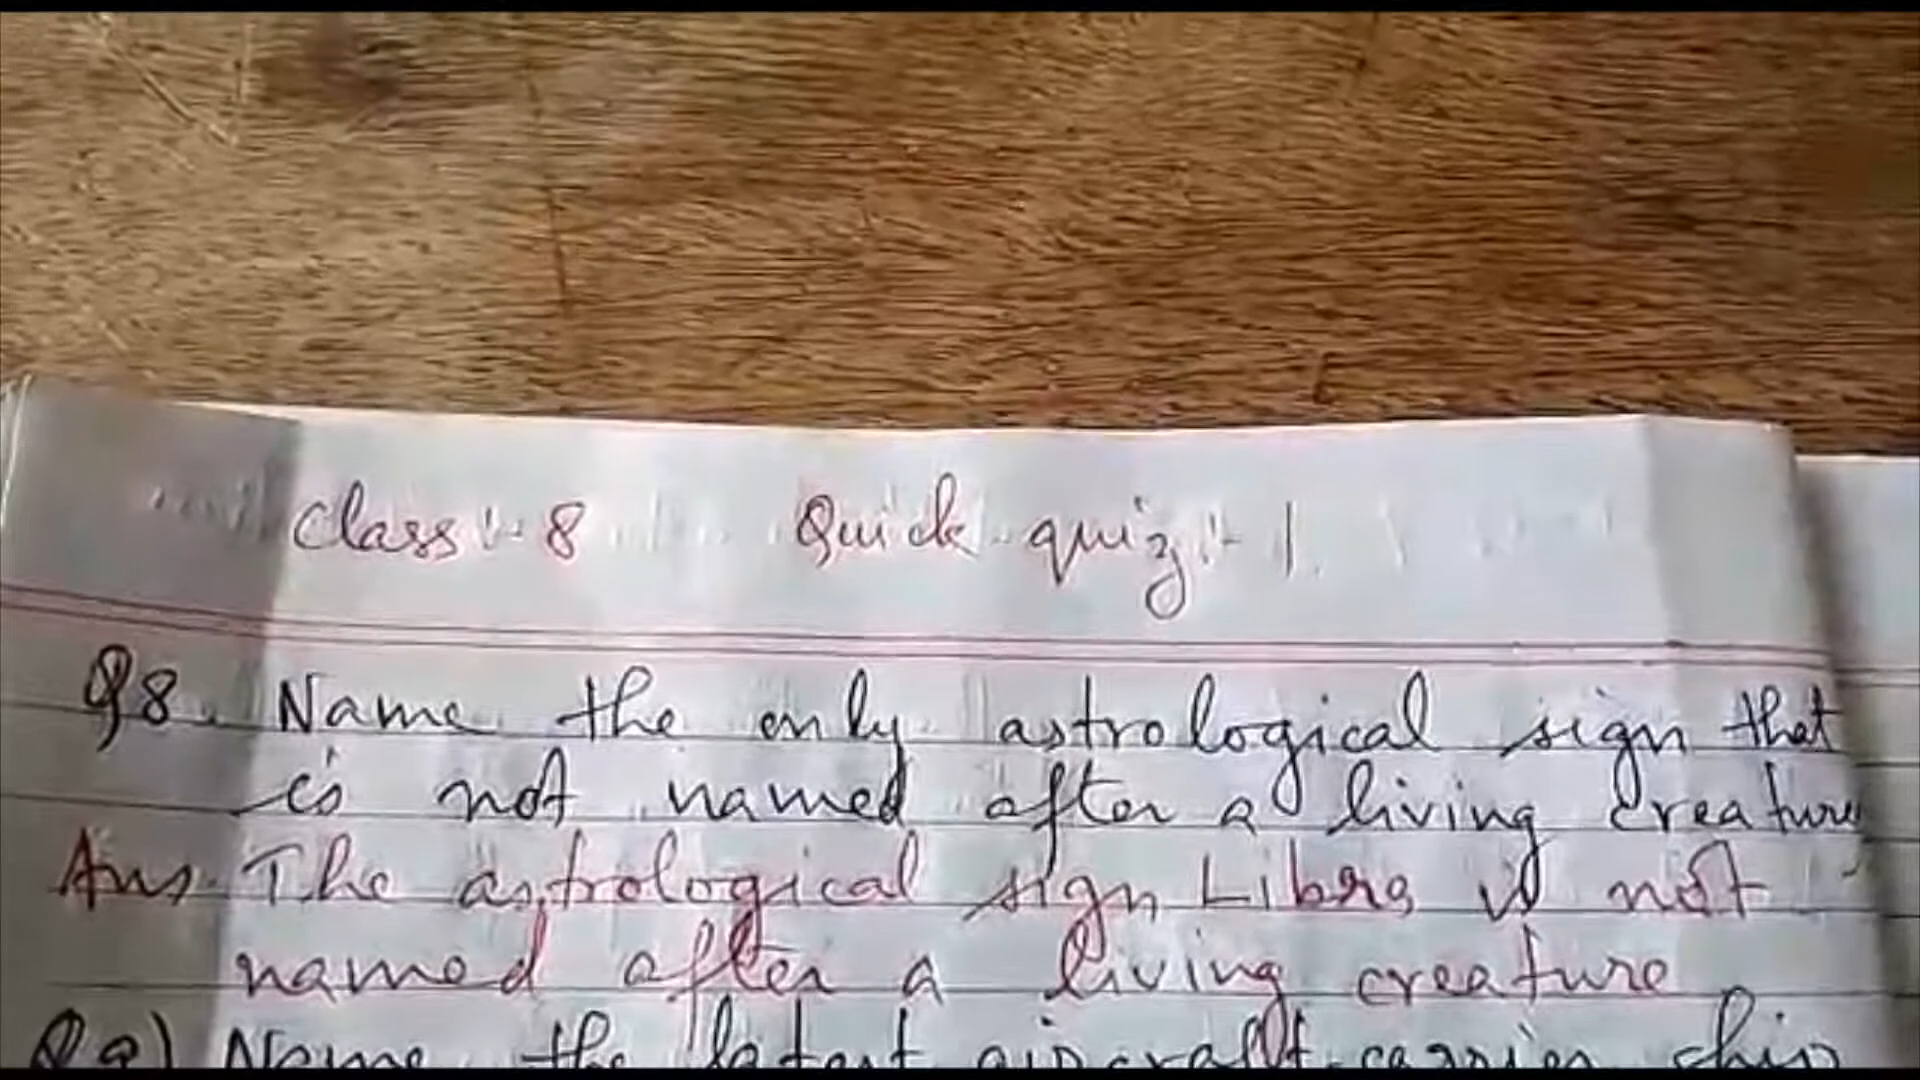 Class:- 8 Quick quiz:- 1.
Q8. Name the only astrological sign that
is not named after a living creature
Ans. The astrological sign Libra is not
named after a living creature
Q9) Name the latest aircraft-carrier ship